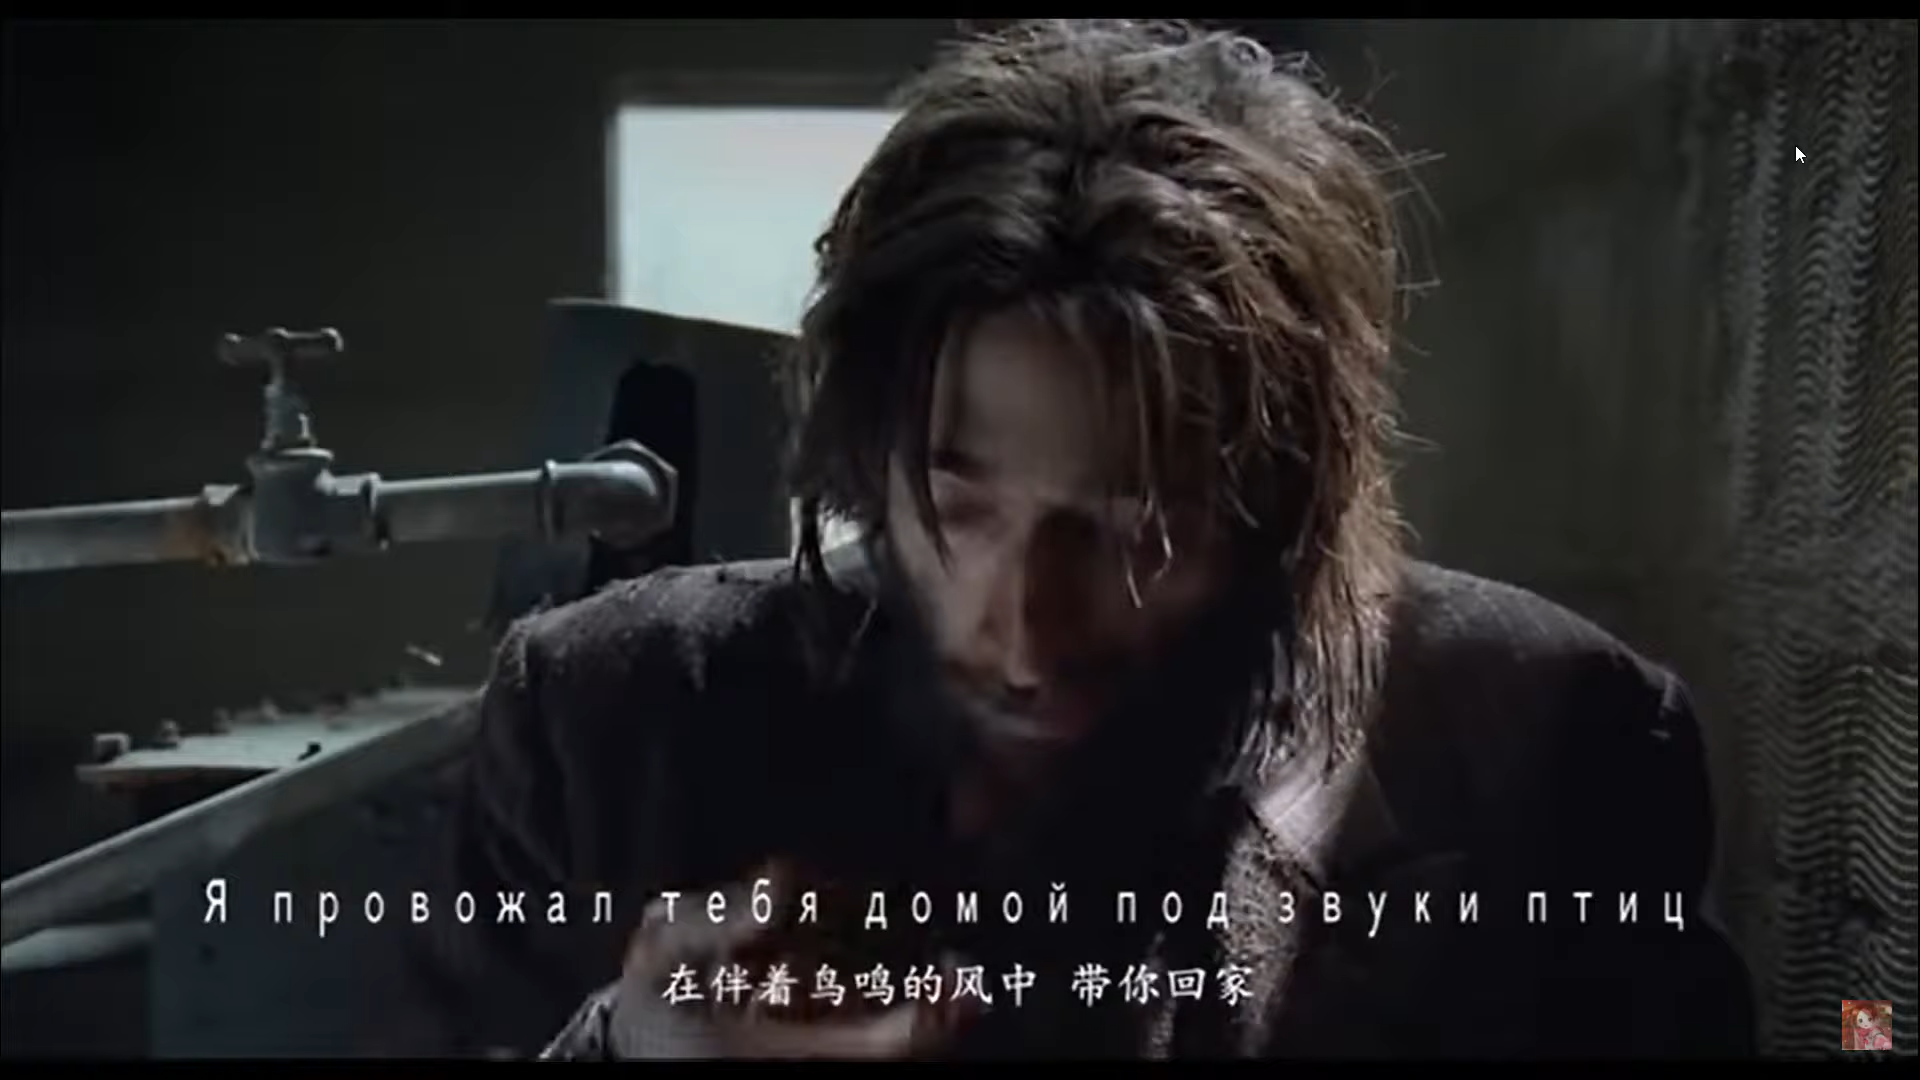 Я провожал тебя домой под звуки птиц
在伴着鸟鸣的风中 带你回家